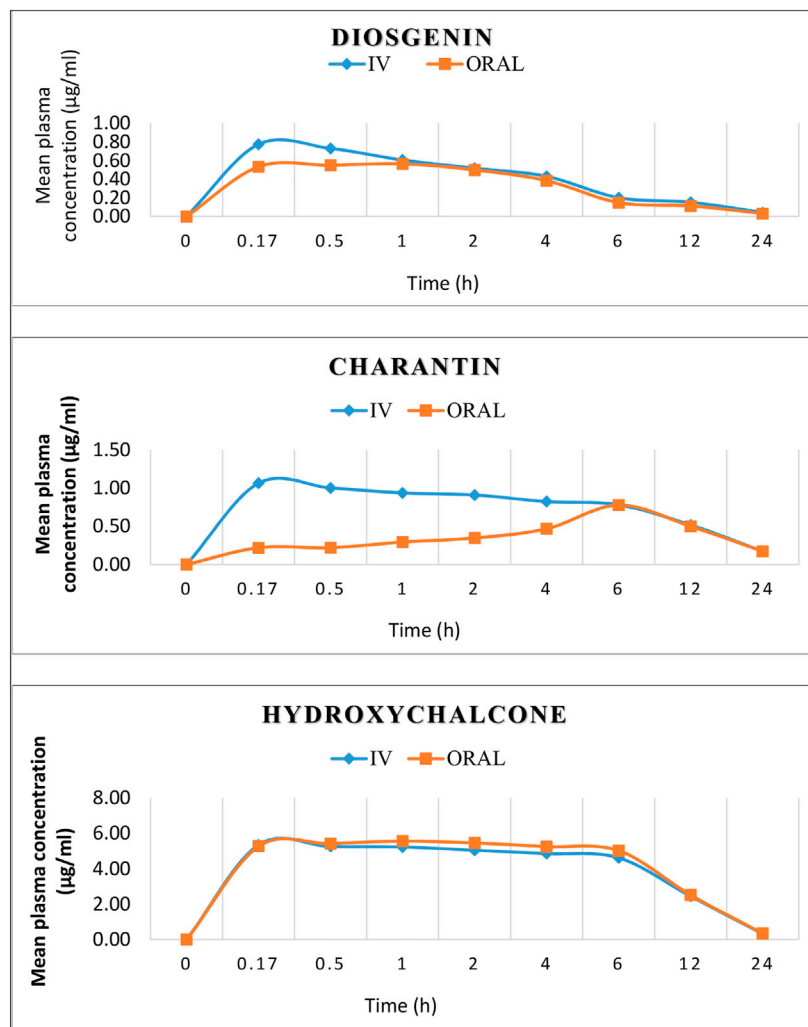 DIOSGENIN
IV ORAL
Mean plasma
concentration (µg/ml)
1.00
0.80
0.60
0.40
0.20
0.00
0 0.17 0.5 1 2 4 6 12 24
Time (h)
CHARANTIN
IV ORAL
Mean plasma
concentration (µg/ml)
1.50
1.00
0.50
0.00
0 0.17 0.5 1 2 4 6 12 24
Time (h)
HYDROXYCHALCONE
IV ORAL
Mean plasma concentration
(µg/ml)
8.00
6.00
4.00
2.00
0.00
0 0.17 0.5 1 2 4 6 12 24
Time (h)